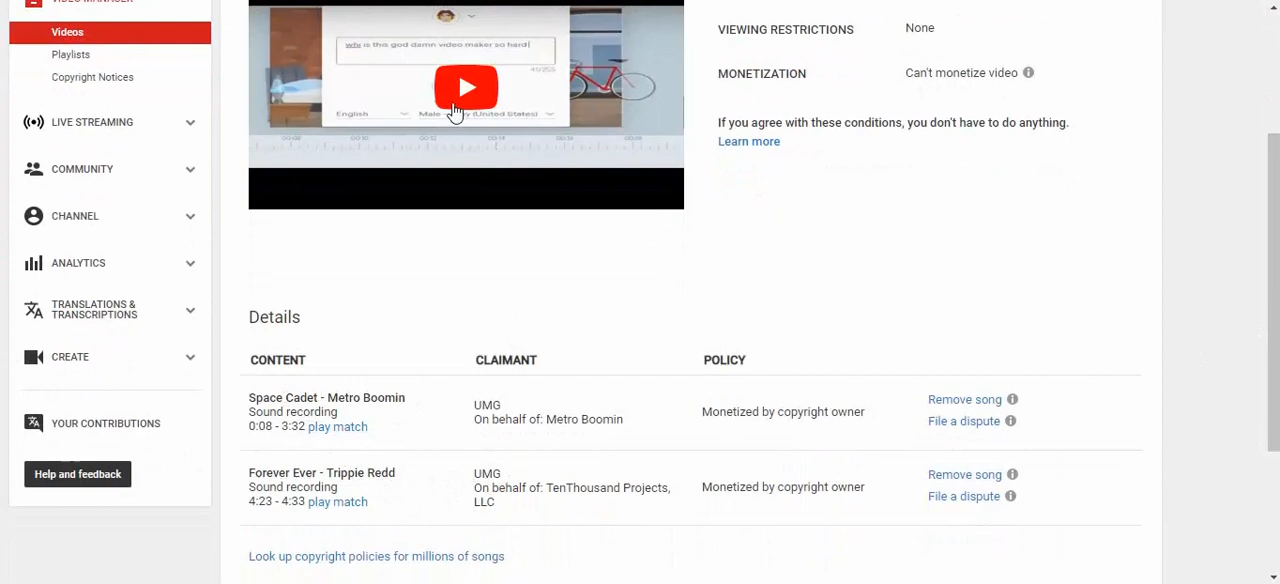 VIDEO MANAGER
Videos
Playlists
Copyright Notices
LIVE STREAMING
COMMUNITY
CHANNEL
ANALYTICS
TRANSLATIONS &
TRANSCRIPTIONS
CREATE
YOUR CONTRIBUTIONS
Help and feedback
why is this god damn video maker so hard
English
Male
(United States)
VIEWING RESTRICTIONS
None
MONETIZATION
Can't monetize video
If you agree with these conditions, you don't have to do anything.
Learn more
Details
CONTENT CLAIMANT POLICY
Space Cadet - Metro Boomin
Sound recording
0:08 - 3:32 play match
UMG
On behalf of: Metro Boomin
Monetized by copyright owner
Remove song
File a dispute
Forever Ever - Trippie Redd
Sound recording
4:23 - 4:33 play match
UMG
On behalf of: TenThousand Projects,
LLC
Monetized by copyright owner
Remove song
File a dispute
Look up copyright policies for millions of songs